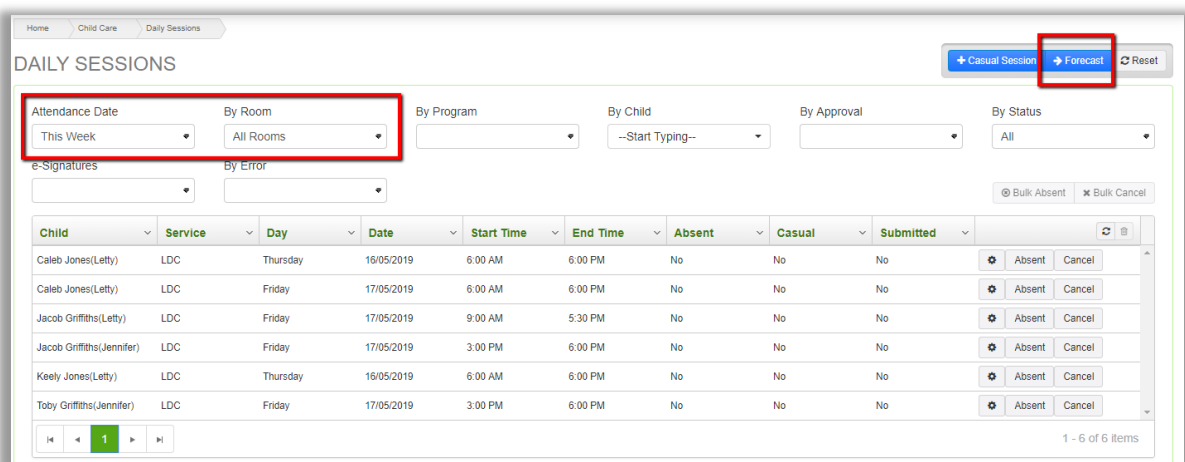 Home Child Care Daily Sessions
DAILY SESSIONS
+ Casual Session → Forecast Reset
Attendance Date By Room By Program By Child By Approval By Status
This Week All Rooms --Start Typing-- All
e-Signatures By Error
Bulk Absent Bulk Cancel
Child Service Day Date Start Time End Time Absent Casual Submitted
Caleb Jones(Letty) LDC Thursday 16/05/2019 6:00 AM 6:00 PM No No No Absent Cancel
Caleb Jones(Letty) LDC Friday 17/05/2019 6:00 AM 6:00 PM No No No Absent Cancel
Jacob Griffiths(Letty) LDC Friday 17/05/2019 9:00 AM 5:30 PM No No No Absent Cancel
Jacob Griffiths(Jennifer) LDC Friday 17/05/2019 3:00 PM 6:00 PM No No No Absent Cancel
Keely Jones(Letty) LDC Thursday 16/05/2019 6:00 AM 6:00 PM No No No Absent Cancel
Toby Griffiths(Jennifer) LDC Friday 17/05/2019 3:00 PM 6:00 PM No No No Absent Cancel
1 1 - 6 of 6 items